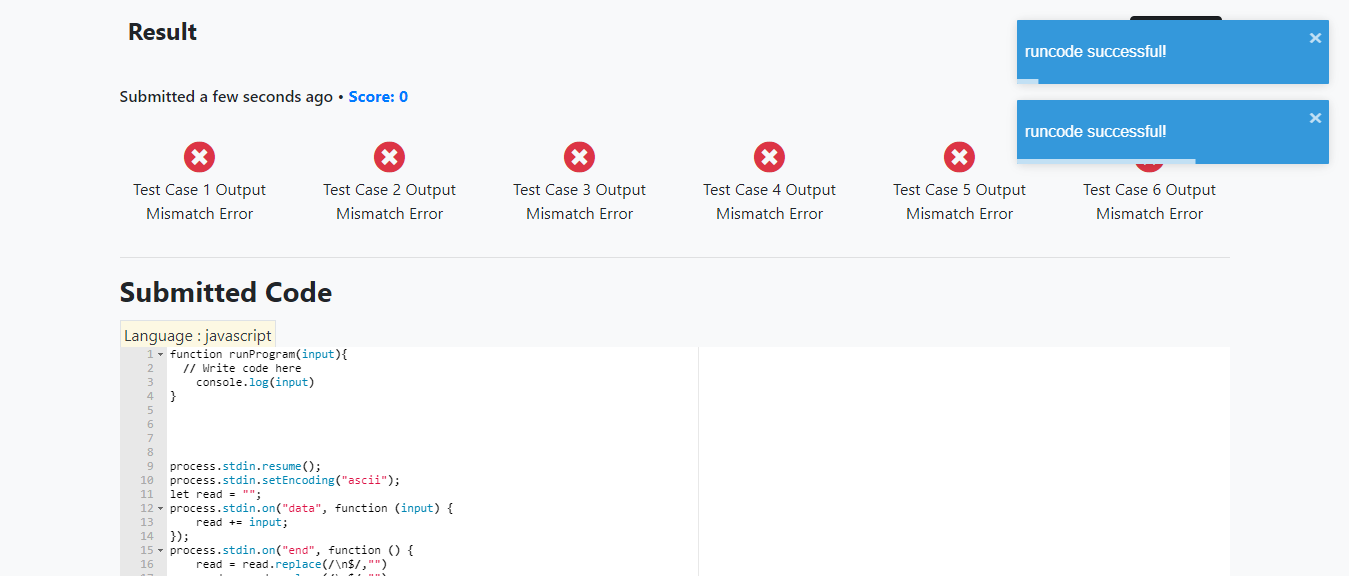 Result
runcode successful!
×
Submitted a few seconds ago • Score: 0
runcode successful!
×
Test Case 1 Output
Mismatch Error
Test Case 2 Output
Mismatch Error
Test Case 3 Output
Mismatch Error
Test Case 4 Output
Mismatch Error
Test Case 5 Output
Mismatch Error
Test Case 6 Output
Mismatch Error
Submitted Code
Language : javascript
1 function runProgram(input){
2 // Write code here
3 console.log(input)
4 }
5
6
7
8
9 process.stdin.resume();
10 process.stdin.setEncoding("ascii");
11 let read = "";
12 process.stdin.on("data", function (input) {
13 read += input;
14 });
15 process.stdin.on("end", function () {
16 read = read.replace(/\n$/,"")